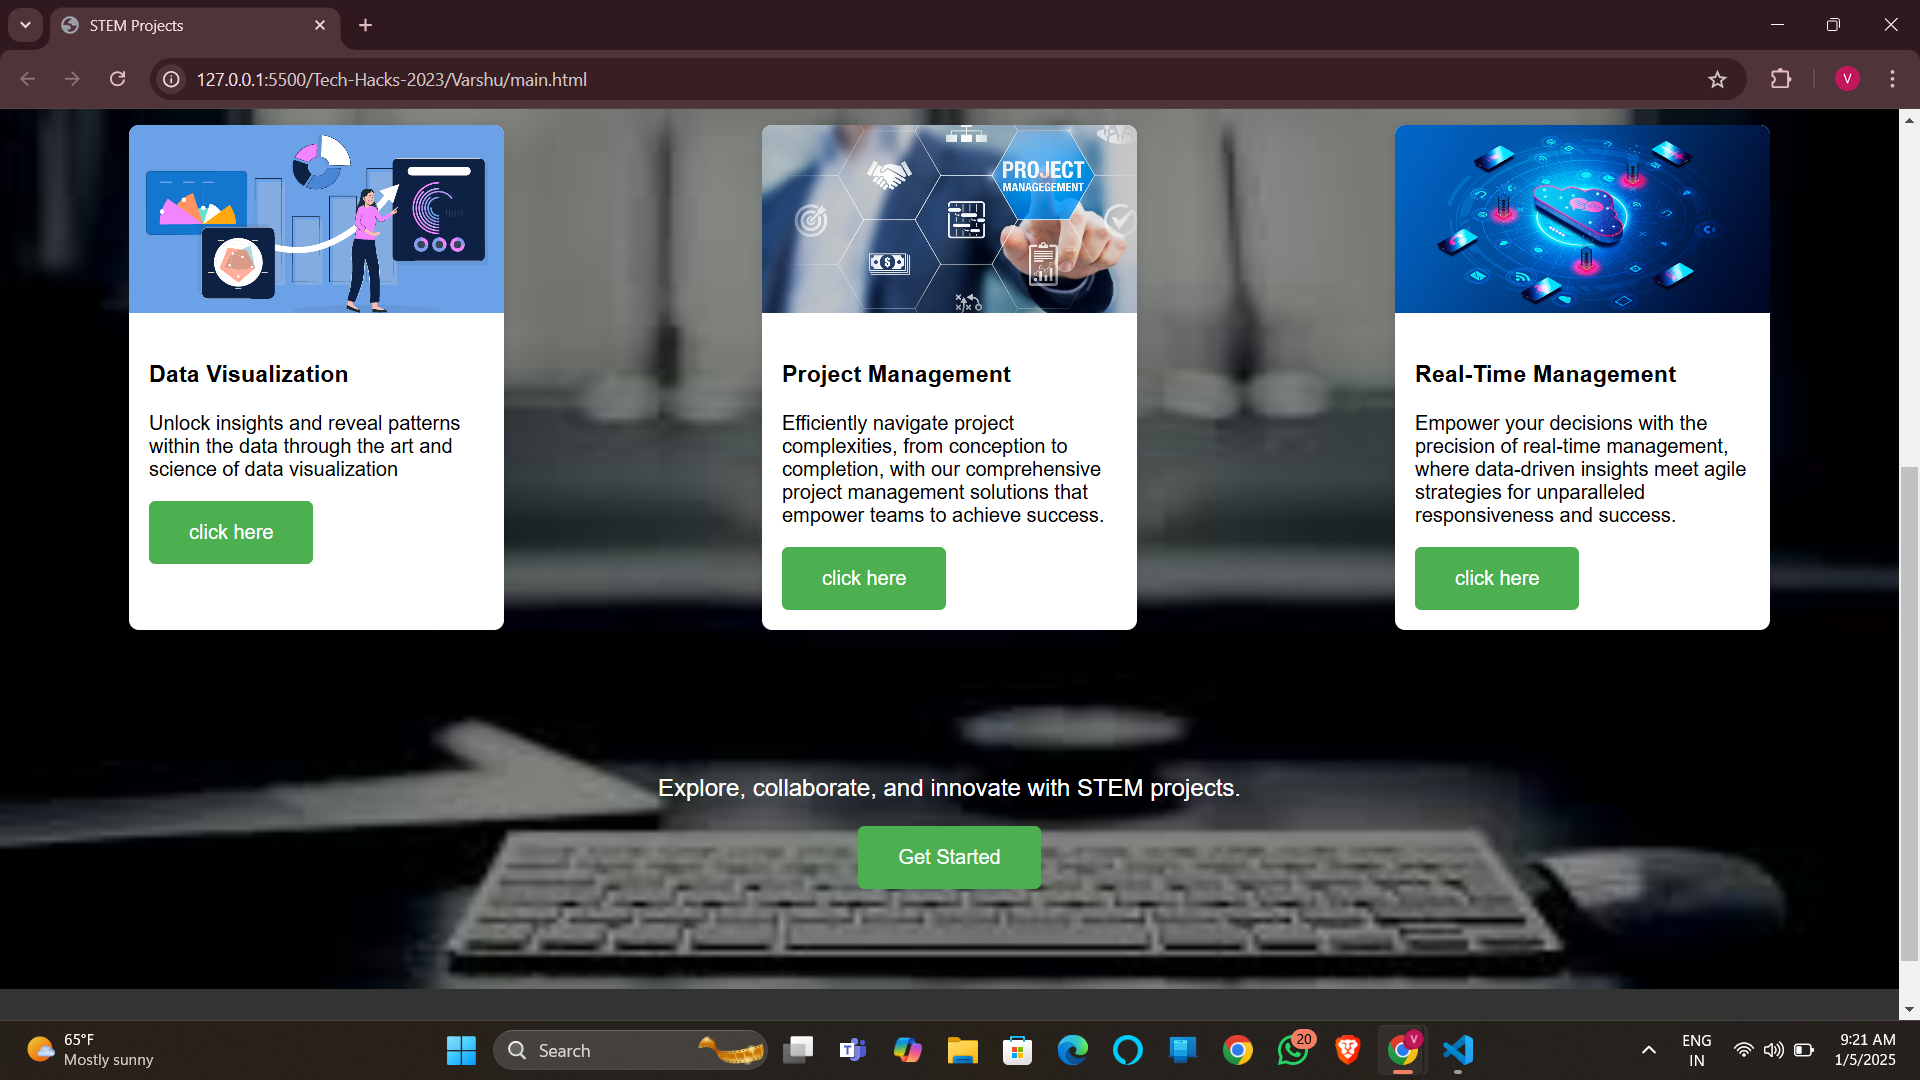 STEM Projects
127.0.0.1:5500/Tech-Hacks-2023/Varshu/main.html
V
PROJECT
MANAGEGEMENT
Data Visualization
Unlock insights and reveal patterns
within the data through the art and
science of data visualization
click here
Project Management
Efficiently navigate project
complexities, from conception to
completion, with our comprehensive
project management solutions that
empower teams to achieve success.
click here
Real-Time Management
Empower your decisions with the
precision of real-time management,
where data-driven insights meet agile
strategies for unparalleled
responsiveness and success.
click here
Explore, collaborate, and innovate with STEM projects.
Get Started
65°F
Mostly sunny
Search
20
V
ENG
IN
9:21 AM
1/5/2025